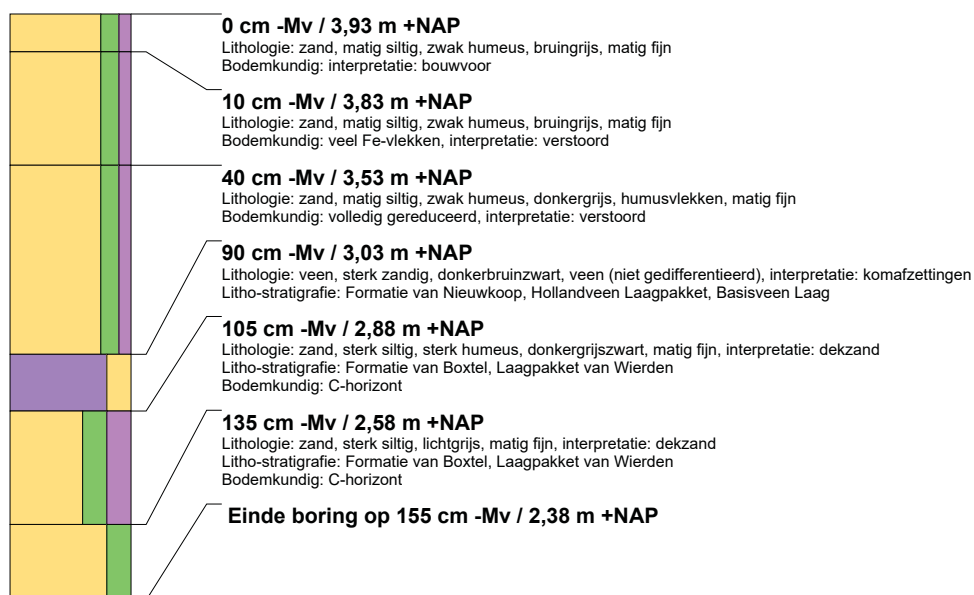 0 cm -Mv / 3,93 m +NAP
Lithologie: zand, matig siltig, zwak humeus, bruingrijs, matig fijn
Bodemkundig: interpretatie: bouwvoor
10 cm -Mv / 3,83 m +NAP
Lithologie: zand, matig siltig, zwak humeus, bruingrijs, matig fijn
Bodemkundig: veel Fe-vlekken, interpretatie: verstoord
40 cm -Mv / 3,53 m +NAP
Lithologie: zand, matig siltig, zwak humeus, donkergrijs, humusvlekken, matig fijn
Bodemkundig: volledig gereduceerd, interpretatie: verstoord
90 cm -Mv / 3,03 m +NAP
Lithologie: veen, sterk zandig, donkerbruinzwart, veen (niet gedifferentieerd), interpretatie: komafzettingen
Litho-stratigrafie: Formatie van Nieuwkoop, Hollandveen Laagpakket, Basisveen Laag
105 cm -Mv / 2,88 m +NAP
Lithologie: zand, sterk siltig, sterk humeus, donkergrijszwart, matig fijn, interpretatie: dekzand
Litho-stratigrafie: Formatie van Boxtel, Laagpakket van Wierden
Bodemkundig: C-horizont
135 cm -Mv / 2,58 m +NAP
Lithologie: zand, sterk siltig, lichtgrijs, matig fijn, interpretatie: dekzand
Litho-stratigrafie: Formatie van Boxtel, Laagpakket van Wierden
Bodemkundig: C-horizont
Einde boring op 155 cm -Mv / 2,38 m +NAP